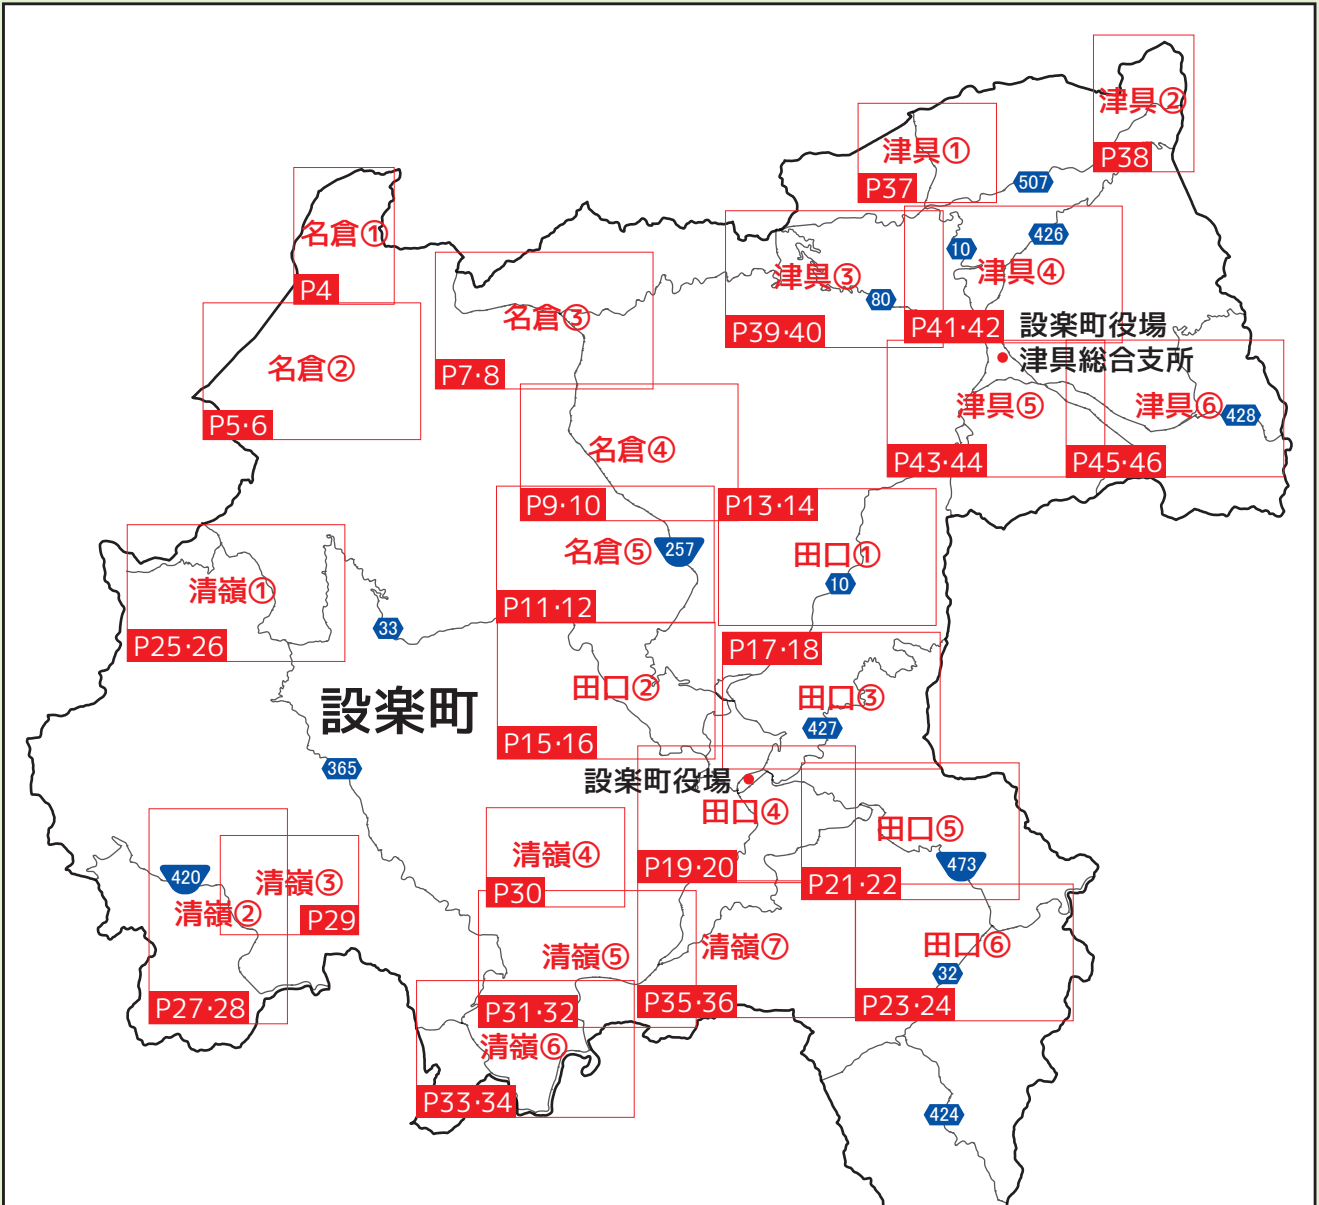 津具②
P38
津具①
P37
507
名倉①
P4
426
10
津具④
津具③
80
P39·40
P41·42
名倉③
P7·8
名倉②
P5·6
設楽町役場
津具総合支所
津具⑤
津具⑥
428
P43·44
P45·46
名倉④
P9·10
P13·14
名倉⑤
257
田口①
10
清嶺①
P25·26
33
P11·12
P17·18
設楽町
田口②
田口③
427
P15·16
365
設楽町役場
田口④
田口⑤
473
P19·20
P21·22
420
清嶺③
清嶺②
P29
清嶺④
P30
清嶺⑤
清嶺⑦
田口⑥
32
P27·28
P31·32
P35·36
P23·24
清嶺⑥
P33·34
424